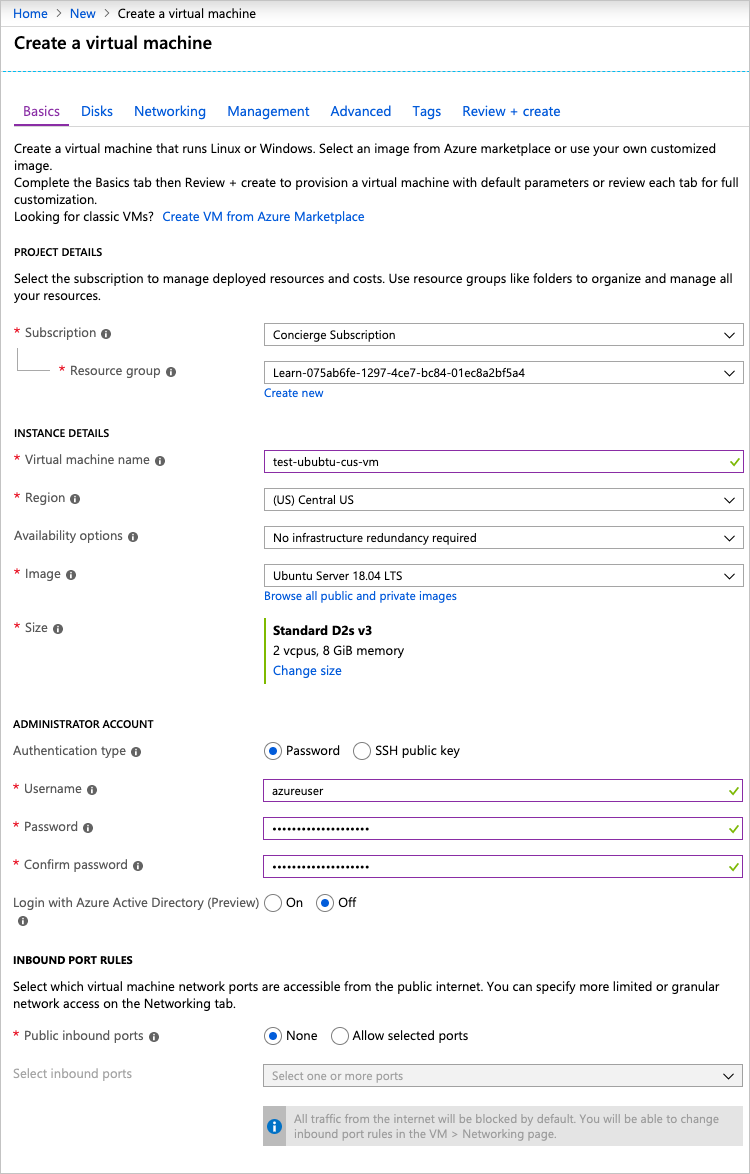 Home > New > Create a virtual machine
Create a virtual machine
Basics Disks Networking Management Advanced Tags Review + create
Create a virtual machine that runs Linux or Windows. Select an image from Azure marketplace or use your own customized
image.
Complete the Basics tab then Review + create to provision a virtual machine with default parameters or review each tab for full
customization.
Looking for classic VMs? Create VM from Azure Marketplace
PROJECT DETAILS
Select the subscription to manage deployed resources and costs. Use resource groups like folders to organize and manage all
your resources.
* Subscription Concierge Subscription
* Resource group Learn-075ab6fe-1297-4ce7-bc84-01ec8a2bf5a4
Create new
INSTANCE DETAILS
* Virtual machine name test-ububtu-cus-vm
* Region (US) Central US
Availability options No infrastructure redundancy required
* Image Ubuntu Server 18.04 LTS
Browse all public and private images
* Size Standard D2s v3
2 vcpus, 8 GiB memory
Change size
ADMINISTRATOR ACCOUNT
Authentication type Password SSH public key
* Username azureuser
* Password ••••••••••••••••••••
* Confirm password ••••••••••••••••••••
Login with Azure Active Directory (Preview) On Off
INBOUND PORT RULES
Select which virtual machine network ports are accessible from the public internet. You can specify more limited or granular
network access on the Networking tab.
* Public inbound ports None Allow selected ports
Select inbound ports Select one or more ports
All traffic from the internet will be blocked by default. You will be able to change
inbound port rules in the VM > Networking page.